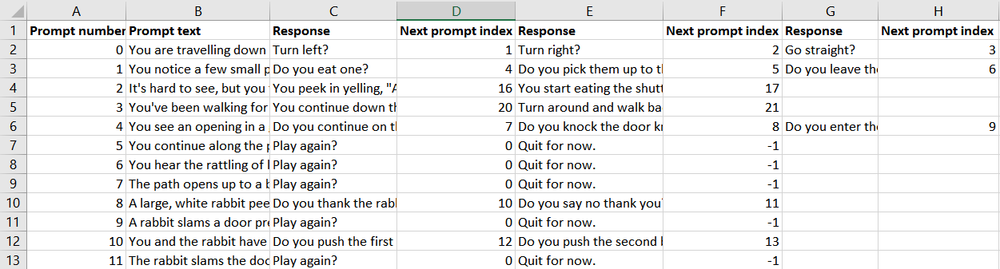 A B C D E F G H
1 Prompt number Prompt text Response Next prompt index Response Next prompt index Response Next prompt index
2 0 You are travelling down Turn left? 1 Turn right? 2 Go straight? 3
3 1 You notice a few small Do you eat one? 4 Do you pick them up to 5 Do you leave 6
4 2 It's hard to see, but you You peek in yelling, " 16 You start eating the 17
5 3 You've been walking for You continue down 20 Turn around and walk 21
6 4 You see an opening in a Do you continue on 7 Do you knock the door 8 Do you enter 9
7 5 You continue along the Play again? 0 Quit for now. -1
8 6 You hear the rattling of Play again? 0 Quit for now. -1
9 7 The path opens up to a Play again? 0 Quit for now. -1
10 8 A large, white rabbit Do you thank the 10 Do you say no thank you 11
11 9 A rabbit slams a door Play again? 0 Quit for now. -1
12 10 You and the rabbit have Do you push the first 12 Do you push the second 13
13 11 The rabbit slams the Play again? 0 Quit for now. -1